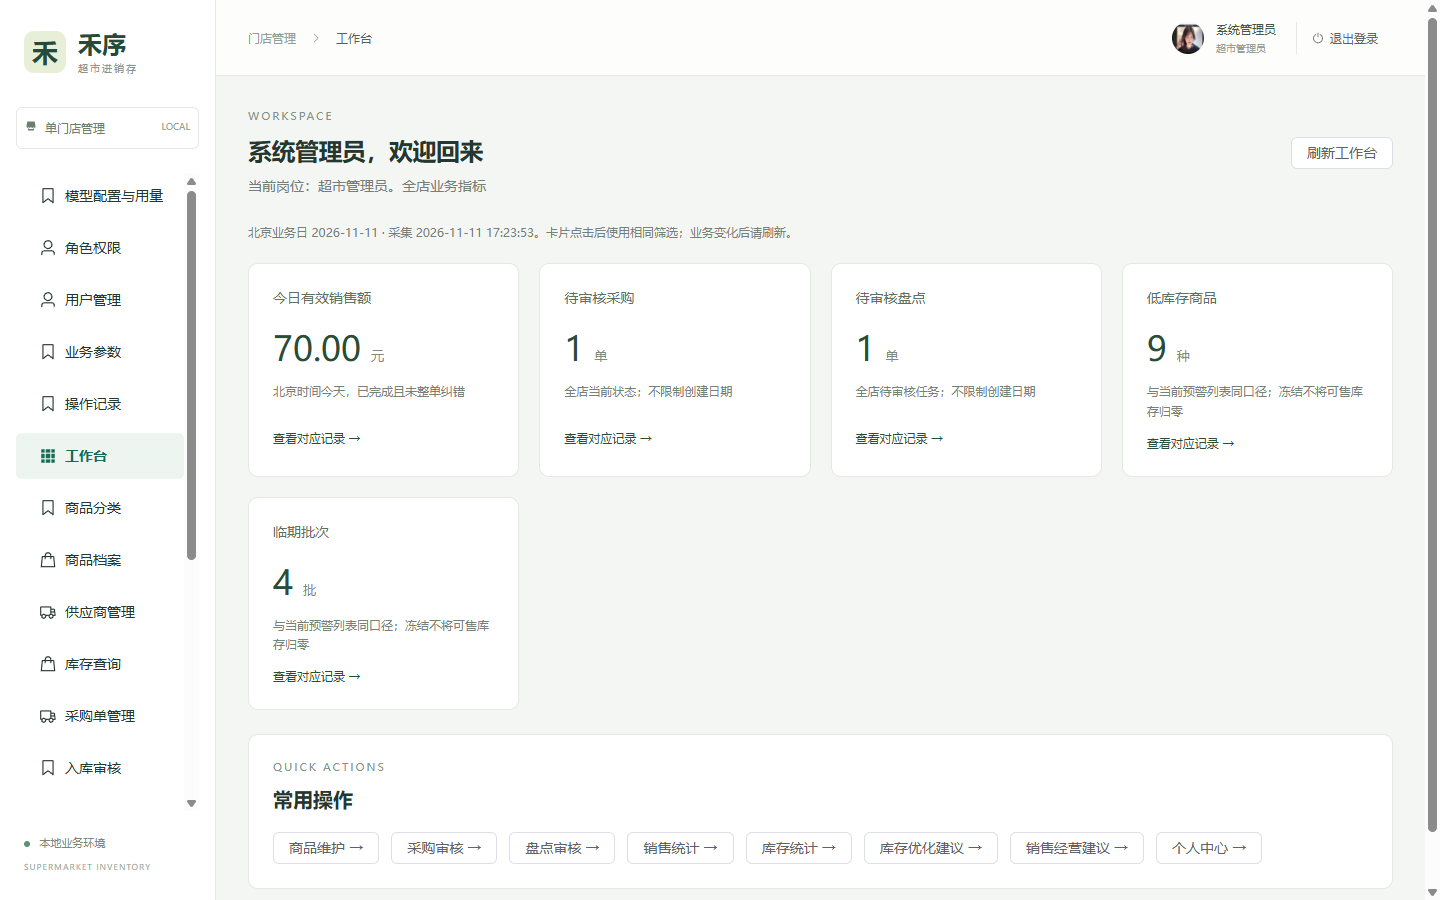 禾
禾序
超市进销存
单门店管理 LOCAL
模型配置与用量
角色权限
用户管理
业务参数
操作记录
工作台
商品分类
商品档案
供应商管理
库存查询
采购单管理
入库审核
本地业务环境
SUPERMARKET INVENTORY
门店管理 > 工作台
系统管理员
超市管理员
退出登录
WORKSPACE
系统管理员，欢迎回来
当前岗位：超市管理员。全店业务指标
刷新工作台
北京业务日 2026-11-11 · 采集 2026-11-11 17:23:53。卡片点击后使用相同筛选；业务变化后请刷新。
今日有效销售额
70.00 元
北京时间今天，已完成且未整单纠错
查看对应记录 →
待审核采购
1 单
全店当前状态；不限制创建日期
查看对应记录 →
待审核盘点
1 单
全店待审核任务；不限制创建日期
查看对应记录 →
低库存商品
9 种
与当前预警列表同口径；冻结不将可售库
存归零
查看对应记录 →
临期批次
4 批
与当前预警列表同口径；冻结不将可售库
存归零
查看对应记录 →
QUICK ACTIONS
常用操作
商品维护 → 采购审核 → 盘点审核 → 销售统计 → 库存统计 → 库存优化建议 → 销售经营建议 → 个人中心 →